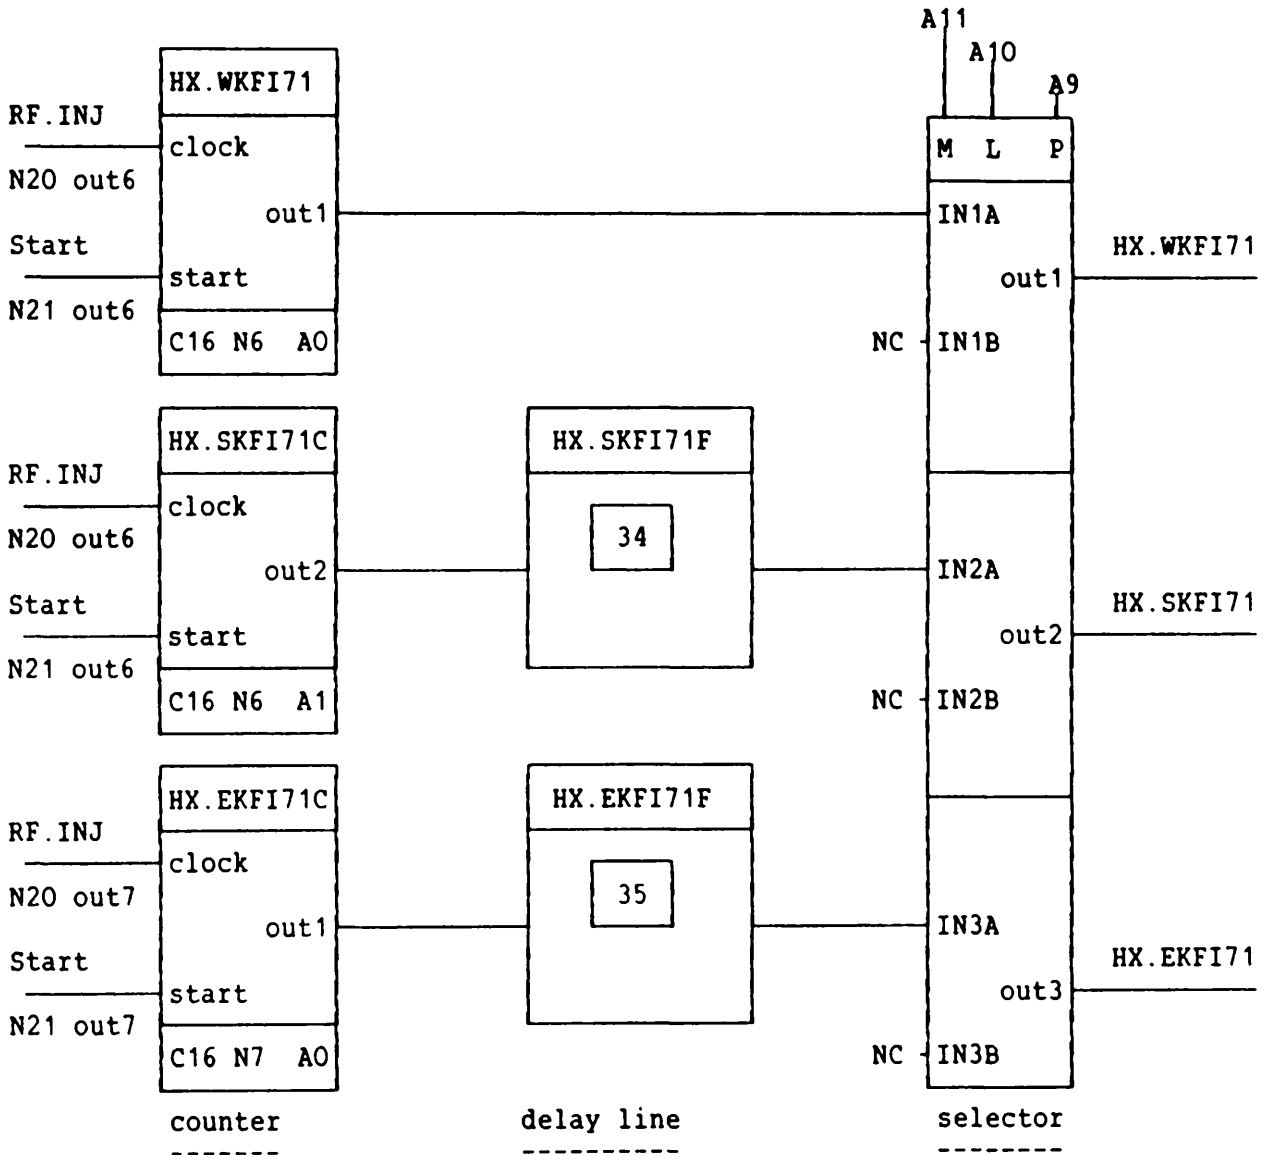 A11
A10
A9
HX.WKFI71
RF.INJ
clock
M L P
N20 out6
out1
IN1A
Start
HX.WKFI71
start
out1
N21 out6
C16 N6 A0
NC
IN1B
HX.SKFI71C
HX.SKFI71F
RF.INJ
clock
34
N20 out6
out2
IN2A
Start
HX.SKFI71
start
out2
N21 out6
C16 N6 A1
NC
IN2B
HX.EKFI71C
HX.EKFI71F
RF.INJ
clock
35
N20 out7
out1
IN3A
Start
HX.EKFI71
start
out3
N21 out7
C16 N7 A0
NC
IN3B
counter
delay line
selector